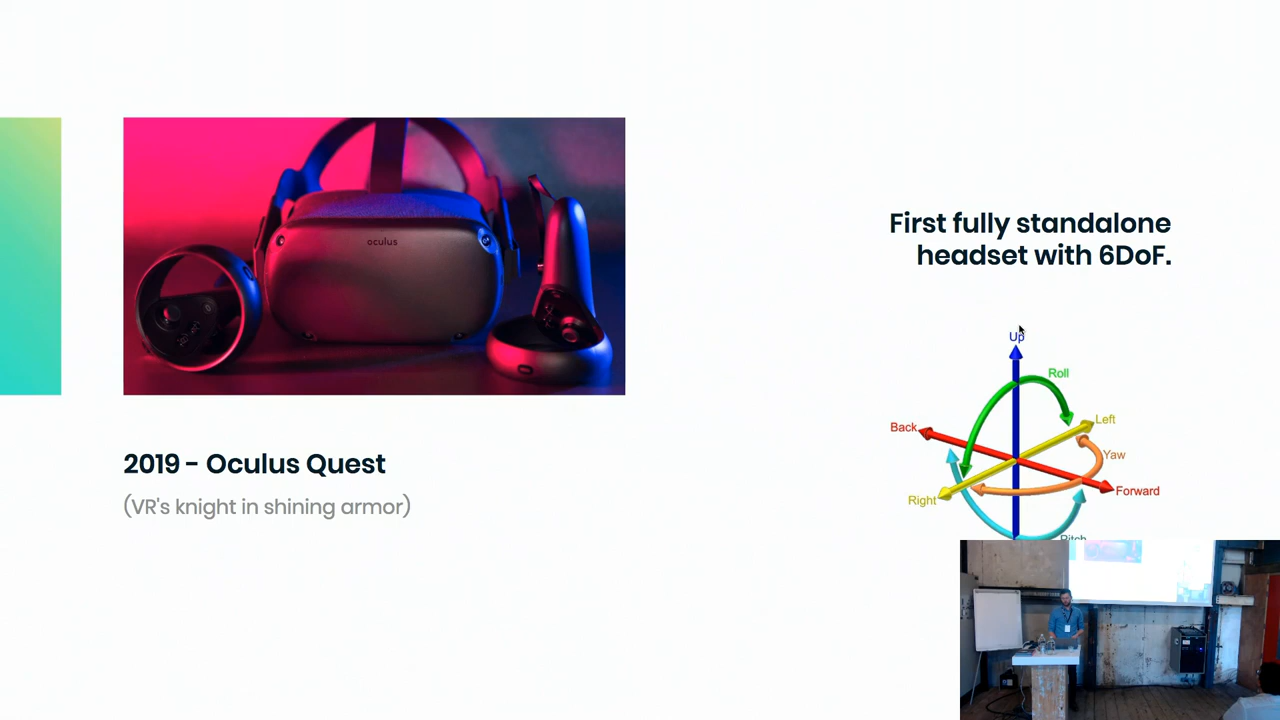 oculus
2019 - Oculus Quest
(VR's knight in shining armor)
First fully standalone
headset with 6DoF.
Up
Roll
Left
Back
Yaw
Forward
Right
Pitch